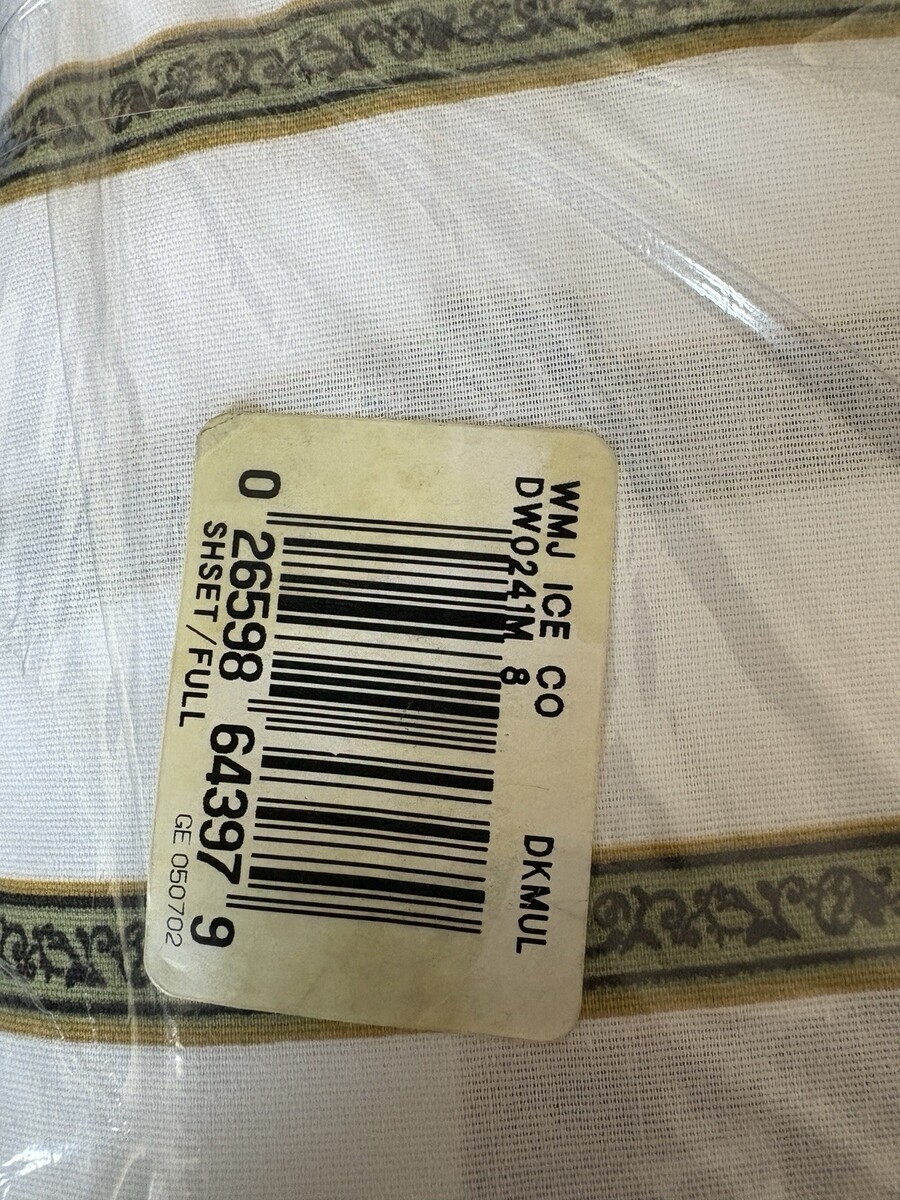 WMJ ICE CO DKMUL
DW0241M 8
0 26598 64397 9
SHSET/FULL
GE 050702